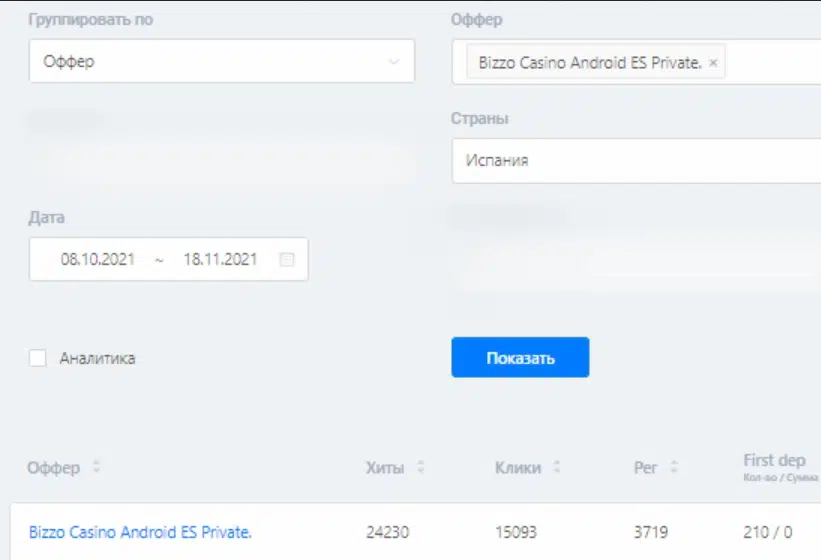 Группировать по
Оффер
Оффер
Bizzo Casino Android ES Private. ×
Страны
Испания
Дата
08.10.2021 ~ 18.11.2021
Аналитика
Показать
Оффер Хиты Клики Рег First dep
Кол-во / Сумма
Bizzo Casino Android ES Private. 24230 15093 3719 210 / 0